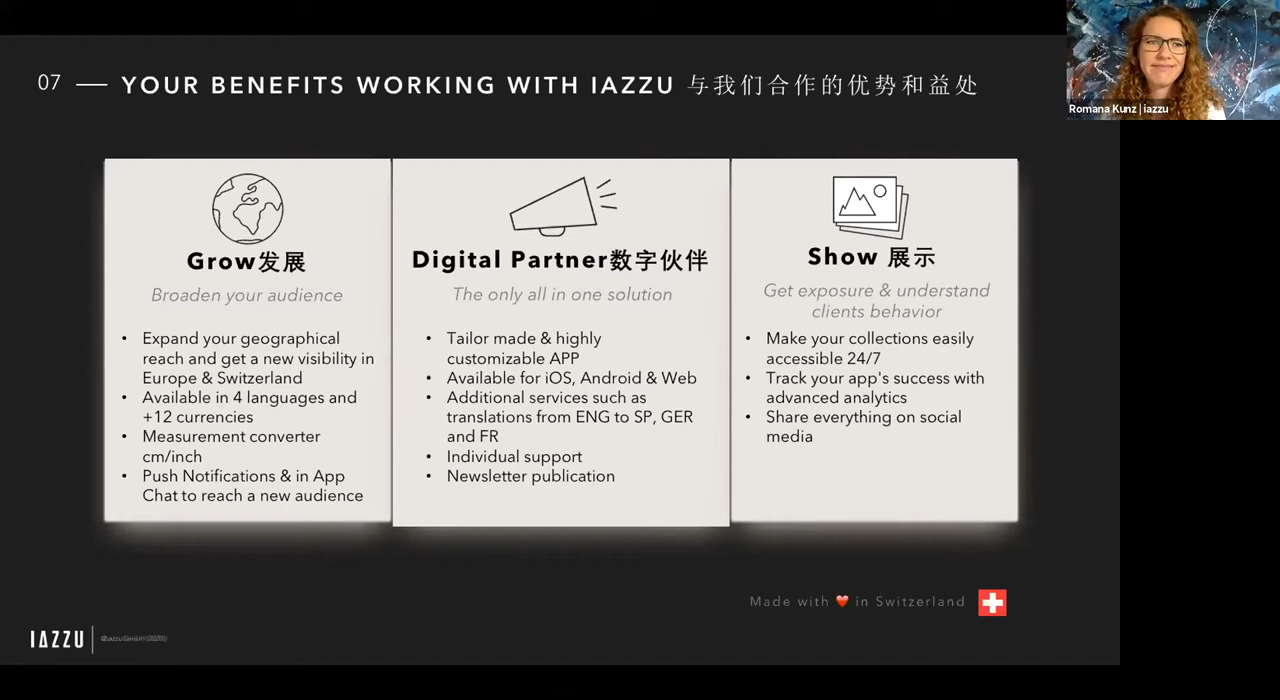 07 — YOUR BENEFITS WORKING WITH IAZZU 与我们合作的优势和益处
Romana Kunz | iazzu
Grow发展
Broaden your audience
• Expand your geographical
reach and get a new visibility in
Europe & Switzerland
• Available in 4 languages and
+12 currencies
• Measurement converter
cm/inch
• Push Notifications & in App
Chat to reach a new audience
Digital Partner数字伙伴
The only all in one solution
• Tailor made & highly
customizable APP
• Available for iOS, Android & Web
• Additional services such as
translations from ENG to SP, GER
and FR
• Individual support
• Newsletter publication
Show 展示
Get exposure & understand
clients behavior
• Make your collections easily
accessible 24/7
• Track your app's success with
advanced analytics
• Share everything on social
media
Made with ❤️ in Switzerland
IAZZU